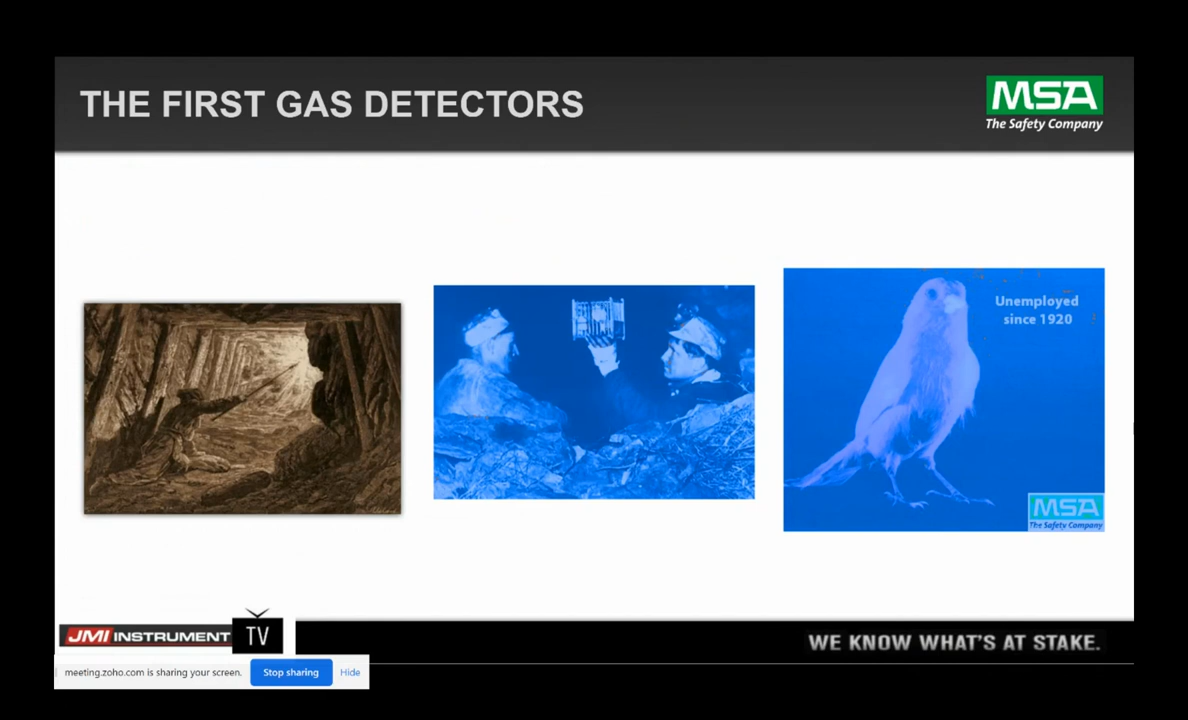 THE FIRST GAS DETECTORS
MSA
The Safety Company
Unemployed
since 1920
MSA
The Safety Company
JMI INSTRUMENT TV
WE KNOW WHAT'S AT STAKE.
meeting.zoho.com is sharing your screen. Stop sharing Hide